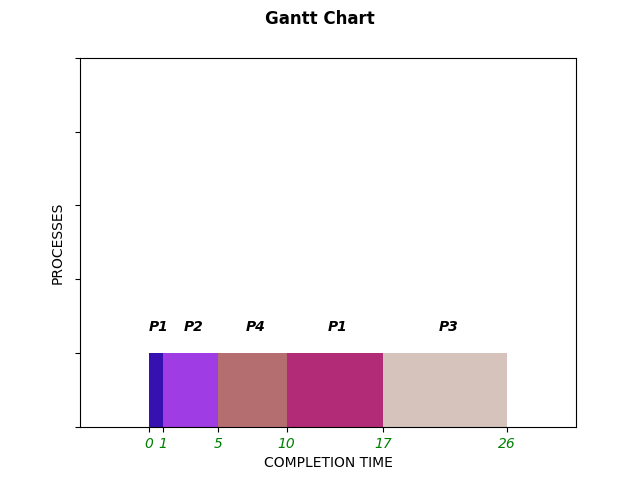 Gantt Chart
PROCESSES
P1 P2 P4 P1 P3
0 1 5 10 17 26
COMPLETION TIME